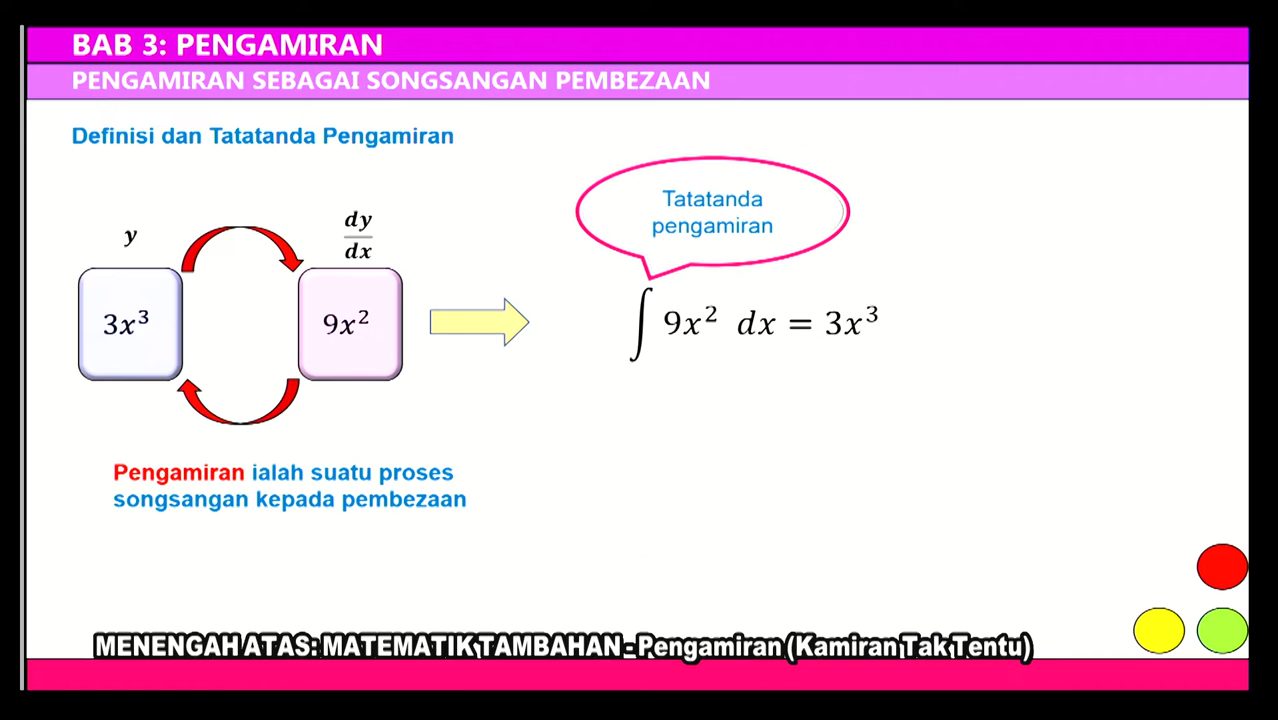 BAB 3: PENGAMIRAN
PENGAMIRAN SEBAGAI SONGSANGAN PEMBEZAAN
Definisi dan Tatatanda Pengamiran
Tatatanda
pengamiran
y
dy/dx
3x³
9x²
∫ 9x² dx = 3x³
Pengamiran ialah suatu proses
songsangan kepada pembezaan
MENENGAH ATAS: MATEMATIK TAMBAHAN - Pengamiran (Kamiran Tak Tentu)